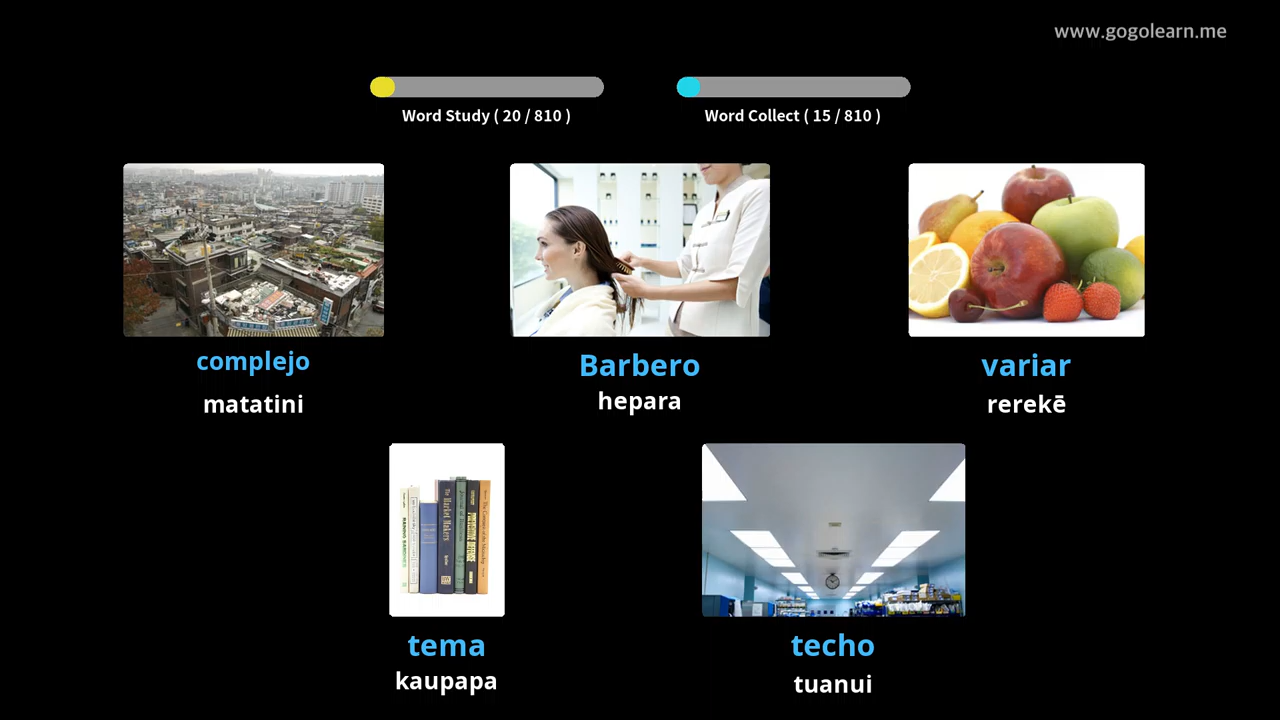 www.gogolearn.me
Word Study ( 20 / 810 )
Word Collect ( 15 / 810 )
complejo
matatini
Barbero
hepara
variar
rerekē
tema
kaupapa
techo
tuanui